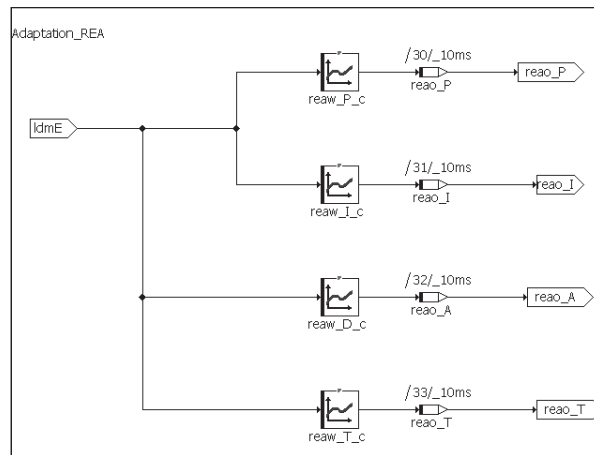 Adaptation_REA
/30/_10ms
reaw_P_c
reao_P
reao_P
ldmE
/31/_10ms
reaw_I_c
reao_I
reao_I
/32/_10ms
reaw_D_c
reao_A
reao_A
/33/_10ms
reaw_T_c
reao_T
reao_T